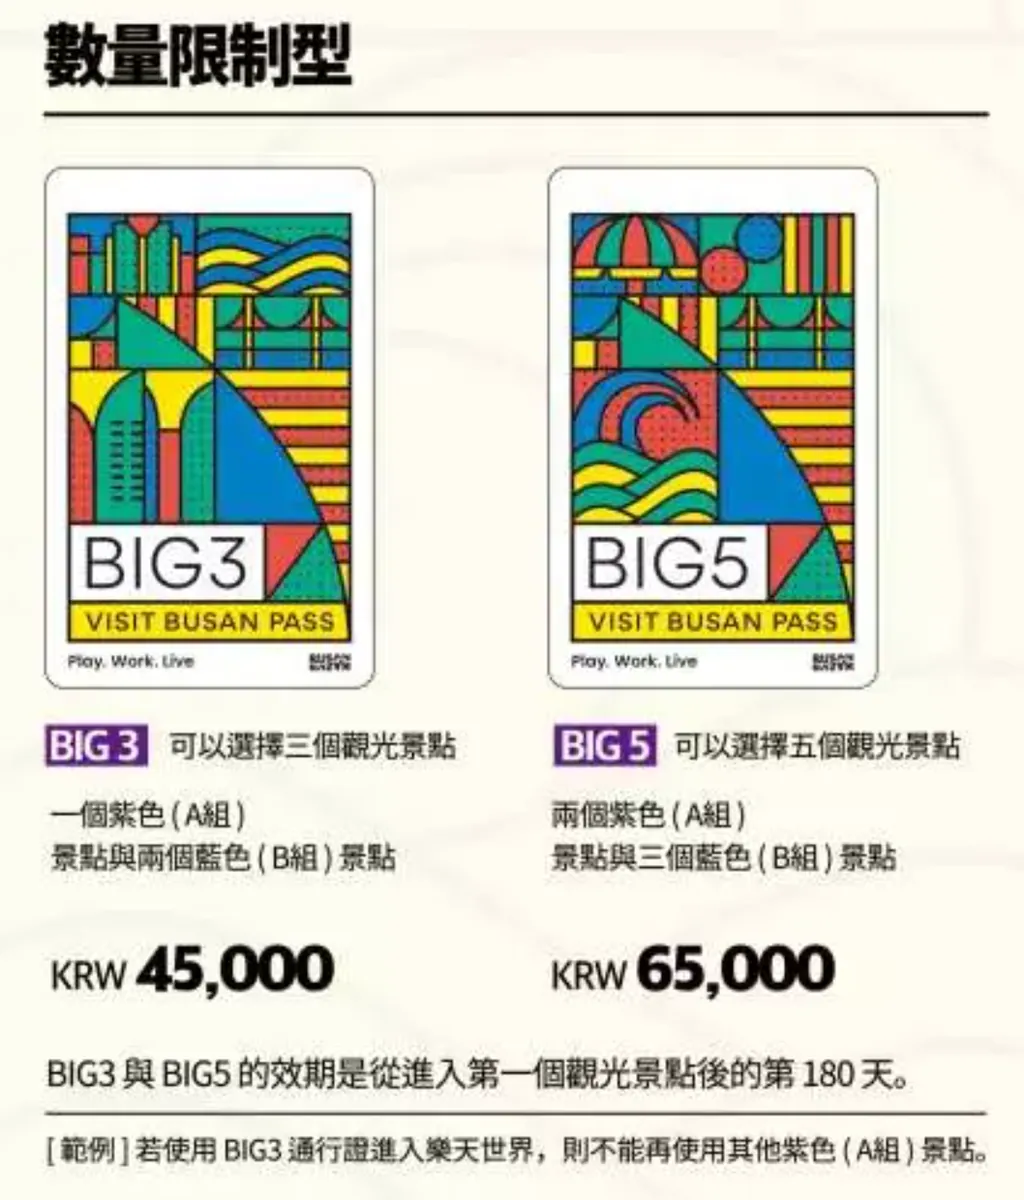 數量限制型
BIG3
VISIT BUSAN PASS
Play. Work. Live
BUSAN
BIG5
VISIT BUSAN PASS
Play. Work. Live
BUSAN
BIG 3 可以選擇三個觀光景點
一個紫色 ( A組 )
景點與兩個藍色 ( B組 ) 景點
KRW 45,000
BIG 5 可以選擇五個觀光景點
兩個紫色 ( A組 )
景點與三個藍色 ( B組 ) 景點
KRW 65,000
BIG3 與 BIG5 的效期是從進入第一個觀光景點後的第 180 天。
[ 範例 ] 若使用 BIG3 通行證進入樂天世界，則不能再使用其他紫色 ( A組 ) 景點。